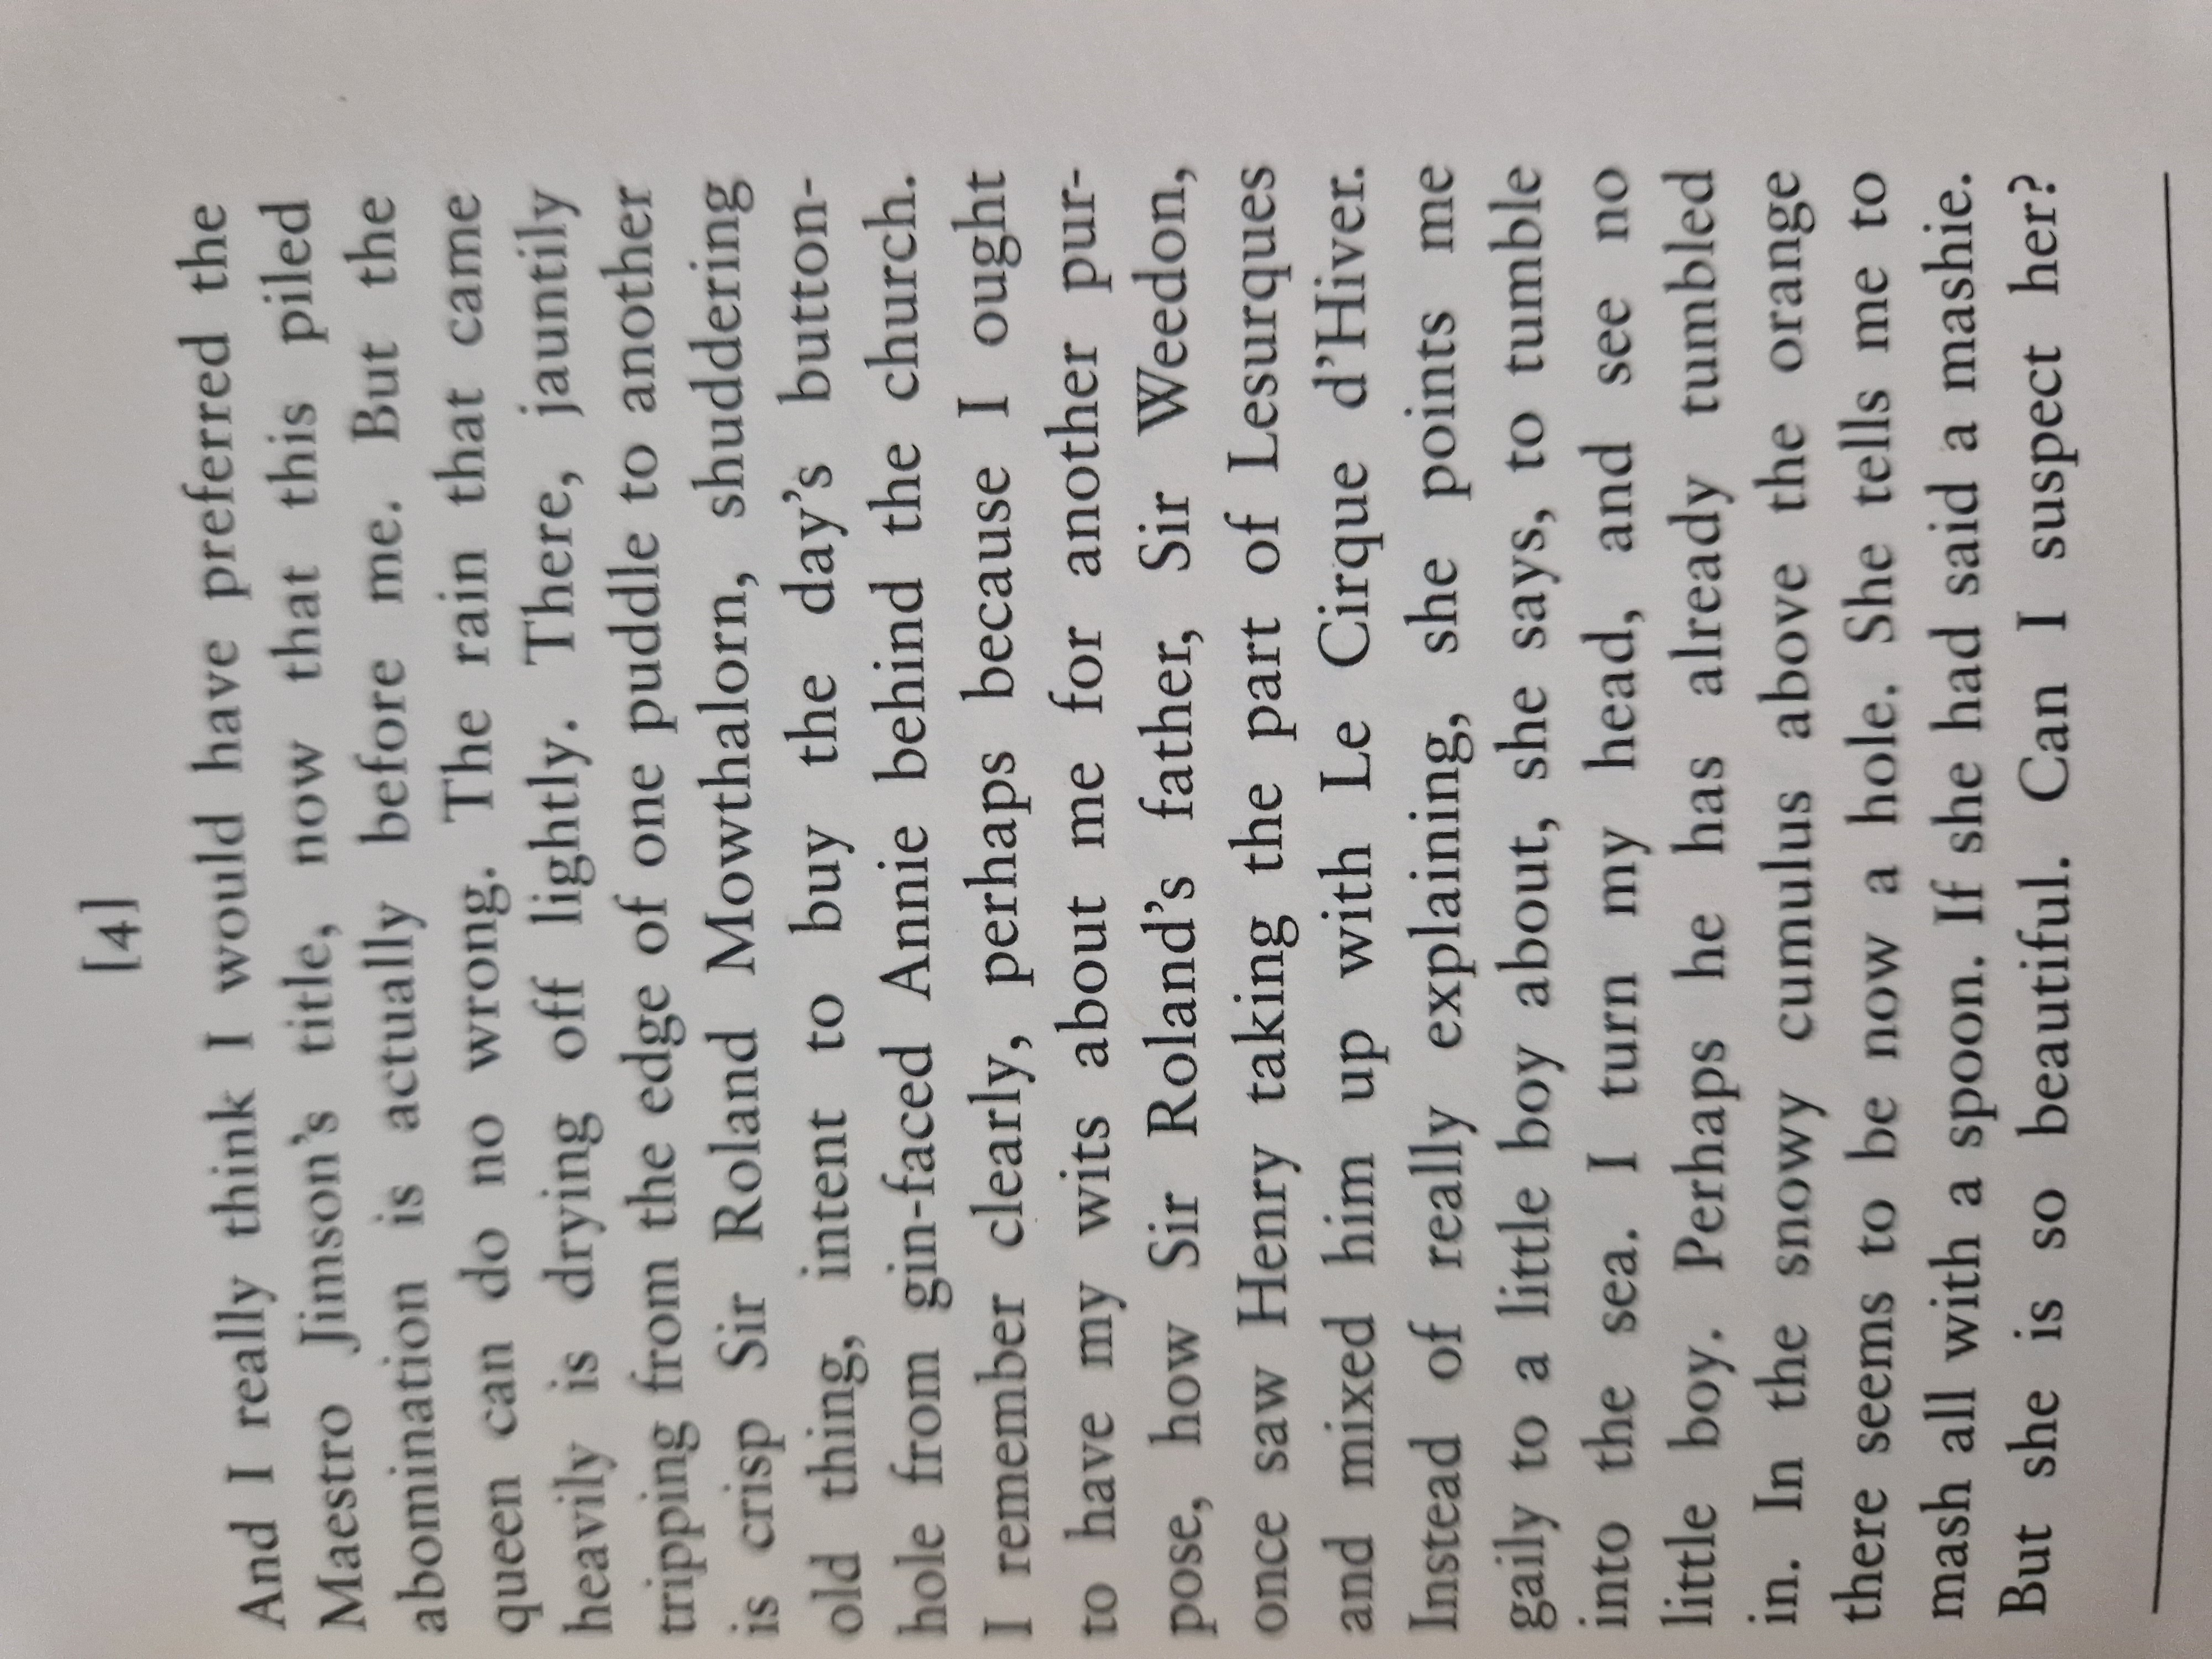 [4]
And I really think I would have preferred the
Maestro Jimson's title, now that this piled
abomination is actually before me. But the
queen can do no wrong. The rain that came
heavily is drying off lightly. There, jauntily
tripping from the edge of one puddle to another
is crisp Sir Roland Mowthalorn, shuddering
old thing, intent to buy the day's button-
hole from gin-faced Annie behind the church.
I remember clearly, perhaps because I ought
to have my wits about me for another pur-
pose, how Sir Roland's father, Sir Weedon,
once saw Henry taking the part of Lesurques
and mixed him up with Le Cirque d'Hiver.
Instead of really explaining, she points me
gaily to a little boy about, she says, to tumble
into the sea. I turn my head, and see no
little boy. Perhaps he has already tumbled
in. In the snowy cumulus above the orange
there seems to be now a hole. She tells me to
mash all with a spoon. If she had said a mashie.
But she is so beautiful. Can I suspect her?